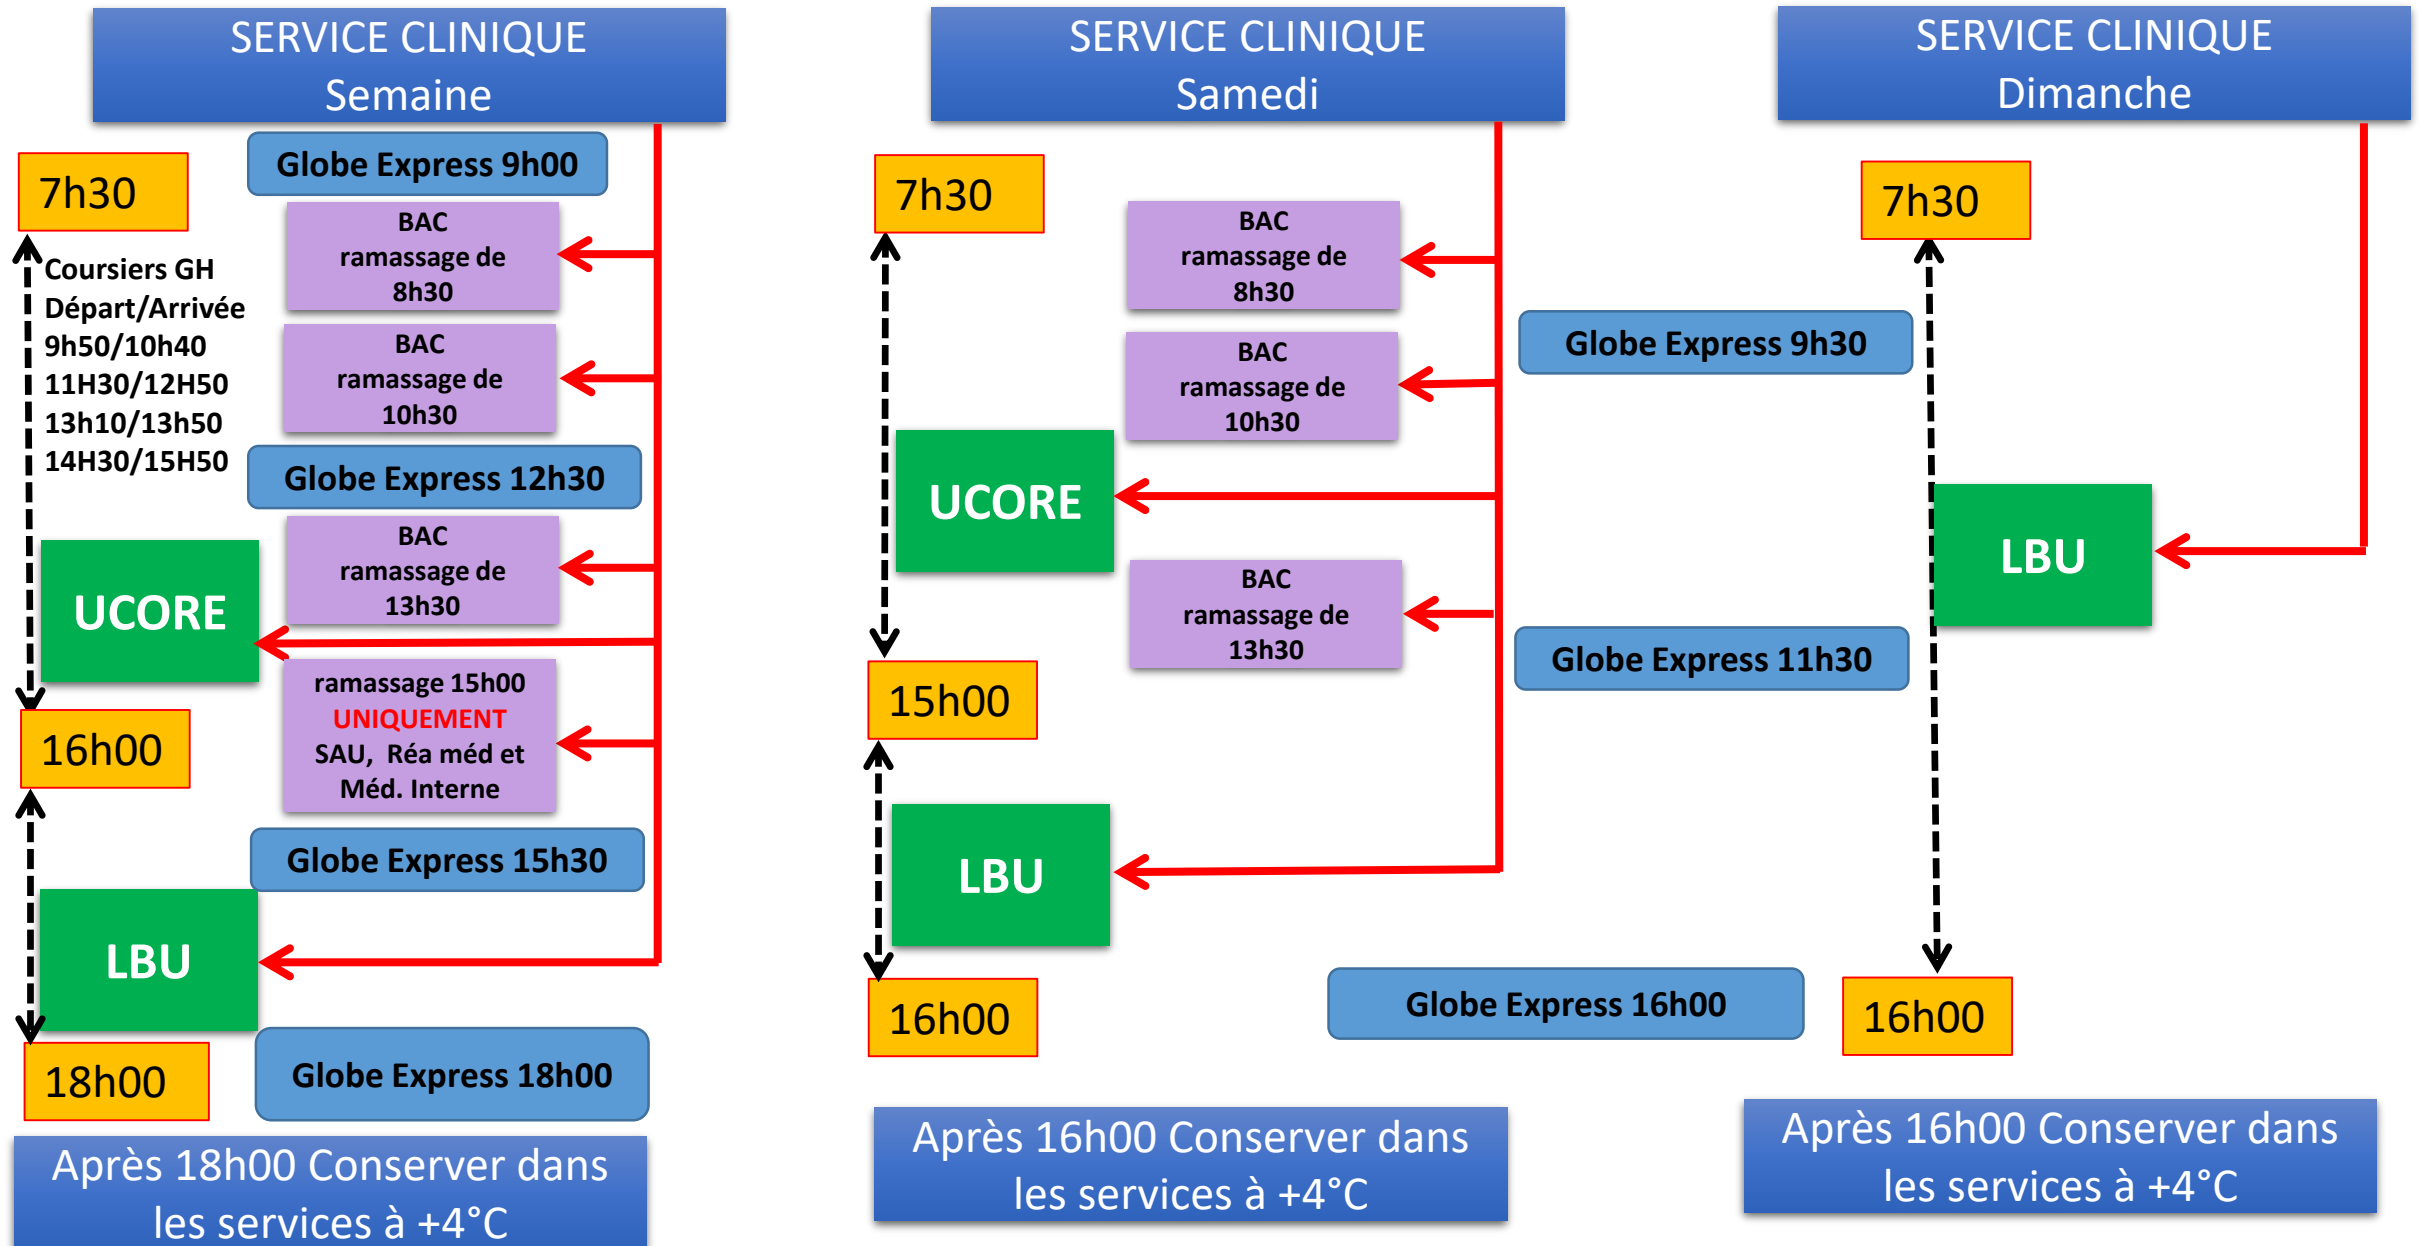 SERVICE CLINIQUE
Semaine
Globe Express 9h00
7h30
BAC
ramassage de
8h30
Coursiers GH
Départ/Arrivée
9h50/10h40
11H30/12H50
13h10/13h50
14H30/15H50
BAC
ramassage de
10h30
Globe Express 12h30
BAC
ramassage de
13h30
UCORE
ramassage 15h00
UNIQUEMENT
SAU, Réa méd et
Méd. Interne
16h00
Globe Express 15h30
LBU
Globe Express 18h00
18h00
Après 18h00 Conserver dans
les services à +4°C
SERVICE CLINIQUE
Samedi
7h30
BAC
ramassage de
8h30
Globe Express 9h30
BAC
ramassage de
10h30
UCORE
BAC
ramassage de
13h30
Globe Express 11h30
15h00
LBU
16h00
Globe Express 16h00
Après 16h00 Conserver dans
les services à +4°C
SERVICE CLINIQUE
Dimanche
7h30
LBU
16h00
Après 16h00 Conserver dans
les services à +4°C